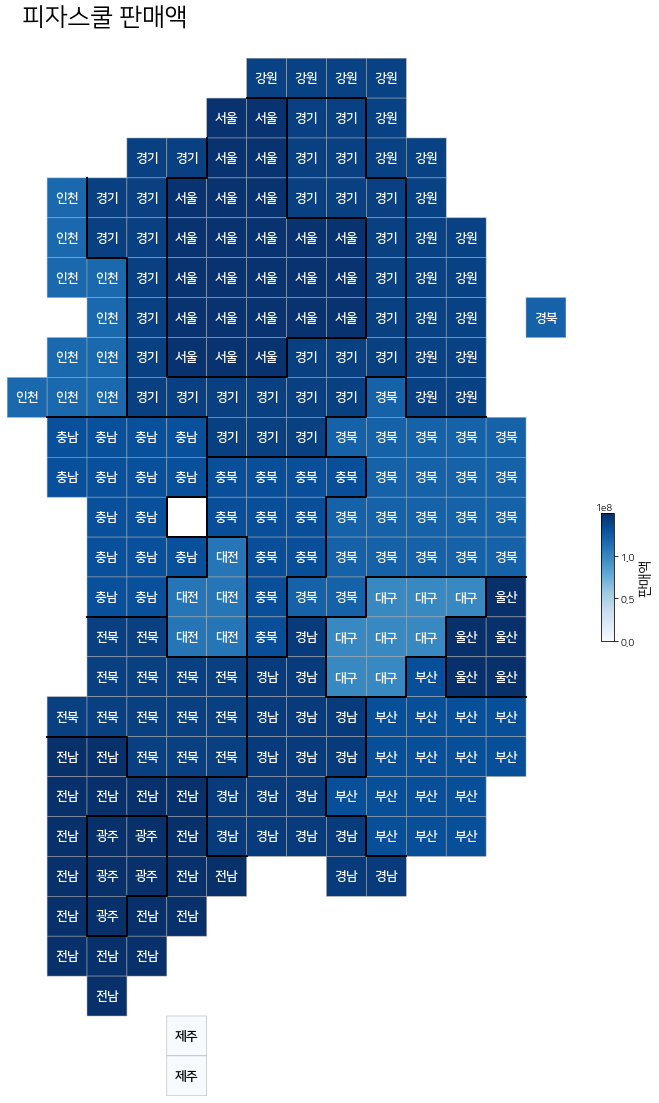 피자스쿨 판매액
강원 강원 강원 강원
서울 서울 경기 경기 강원
경기 경기 서울 서울 경기 경기 강원 강원
인천 경기 경기 서울 서울 서울 경기 경기 경기 강원
인천 경기 경기 서울 서울 서울 서울 서울 경기 강원 강원
인천 인천 경기 서울 서울 서울 서울 서울 경기 강원 강원
인천 경기 서울 서울 서울 서울 서울 경기 강원 강원 경북
인천 인천 경기 서울 서울 서울 경기 경기 경기 강원 강원
인천 인천 인천 경기 경기 경기 경기 경기 경기 경북 강원 강원
충남 충남 충남 충남 경기 경기 경기 경북 경북 경북 경북 경북
충남 충남 충남 충남 충북 충북 충북 충북 경북 경북 경북 경북
1e8
충남 충남 충북 충북 충북 경북 경북 경북 경북 경북
충남 충남 충남 대전 충북 충북 경북 경북 경북 경북 경북
1.0
충남 충남 대전 대전 충북 경북 경북 대구 대구 대구 울산
판매액
0.5
전북 전북 대전 대전 충북 경남 대구 대구 대구 울산 울산
0.0
전북 전북 전북 전북 경남 경남 대구 대구 부산 울산 울산
전북 전북 전북 전북 전북 경남 경남 경남 부산 부산 부산 부산
전남 전남 전북 전북 전북 경남 경남 경남 부산 부산 부산 부산
전남 전남 전남 전남 경남 경남 경남 부산 부산 부산 부산
전남 광주 광주 전남 경남 경남 경남 경남 부산 부산 부산
전남 광주 광주 전남 전남 경남 경남
전남 광주 전남 전남
전남 전남 전남
전남
제주
제주